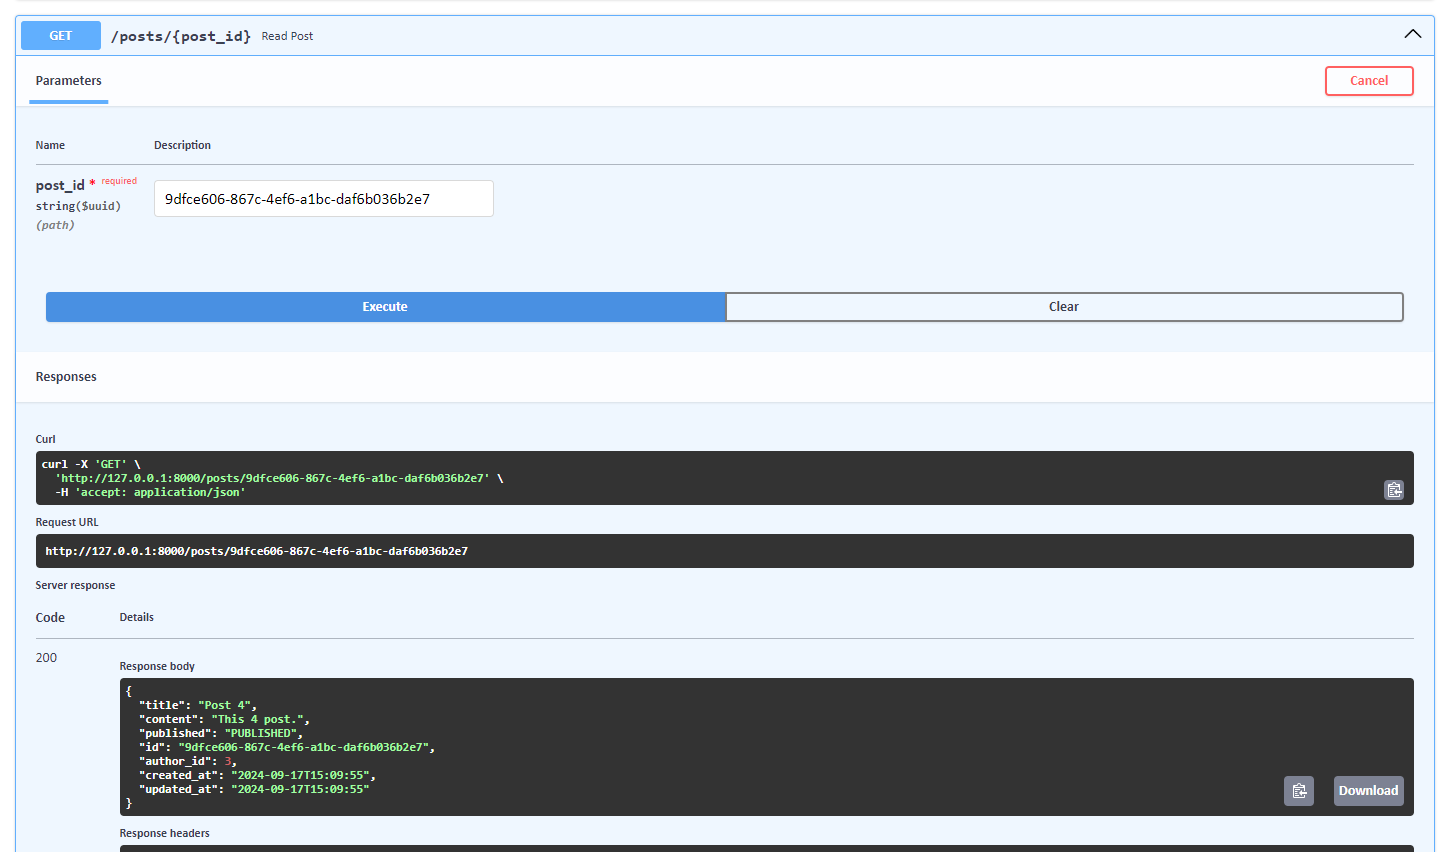 GET /posts/{post_id} Read Post
Parameters
Cancel
Name Description
post_id * required
string($uuid)
(path)
9dfce606-867c-4ef6-a1bc-daf6b036b2e7
Execute Clear
Responses
Curl
curl -X 'GET' \
'http://127.0.0.1:8000/posts/9dfce606-867c-4ef6-a1bc-daf6b036b2e7' \
-H 'accept: application/json'
Request URL
http://127.0.0.1:8000/posts/9dfce606-867c-4ef6-a1bc-daf6b036b2e7
Server response
Code Details
200
Response body
{
"title": "Post 4",
"content": "This 4 post.",
"published": "PUBLISHED",
"id": "9dfce606-867c-4ef6-a1bc-daf6b036b2e7",
"author_id": 3,
"created_at": "2024-09-17T15:09:55",
"updated_at": "2024-09-17T15:09:55"
}
Download
Response headers